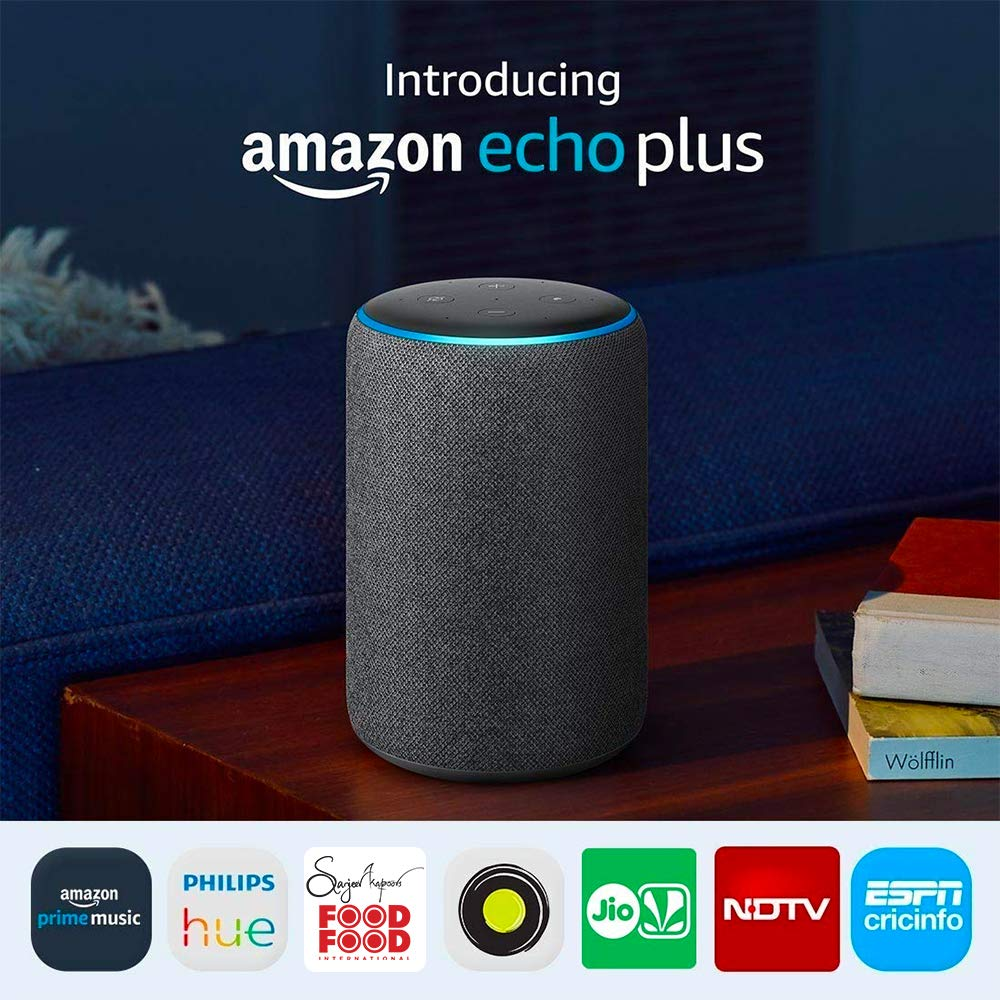 Introducing
amazon echo plus
Wölfflin
amazon
prime music
PHILIPS
hue
Sanjeev Kapoor's
FOOD
FOOD
INTERNATIONAL
Jio
NDTV
ESPN
cricinfo